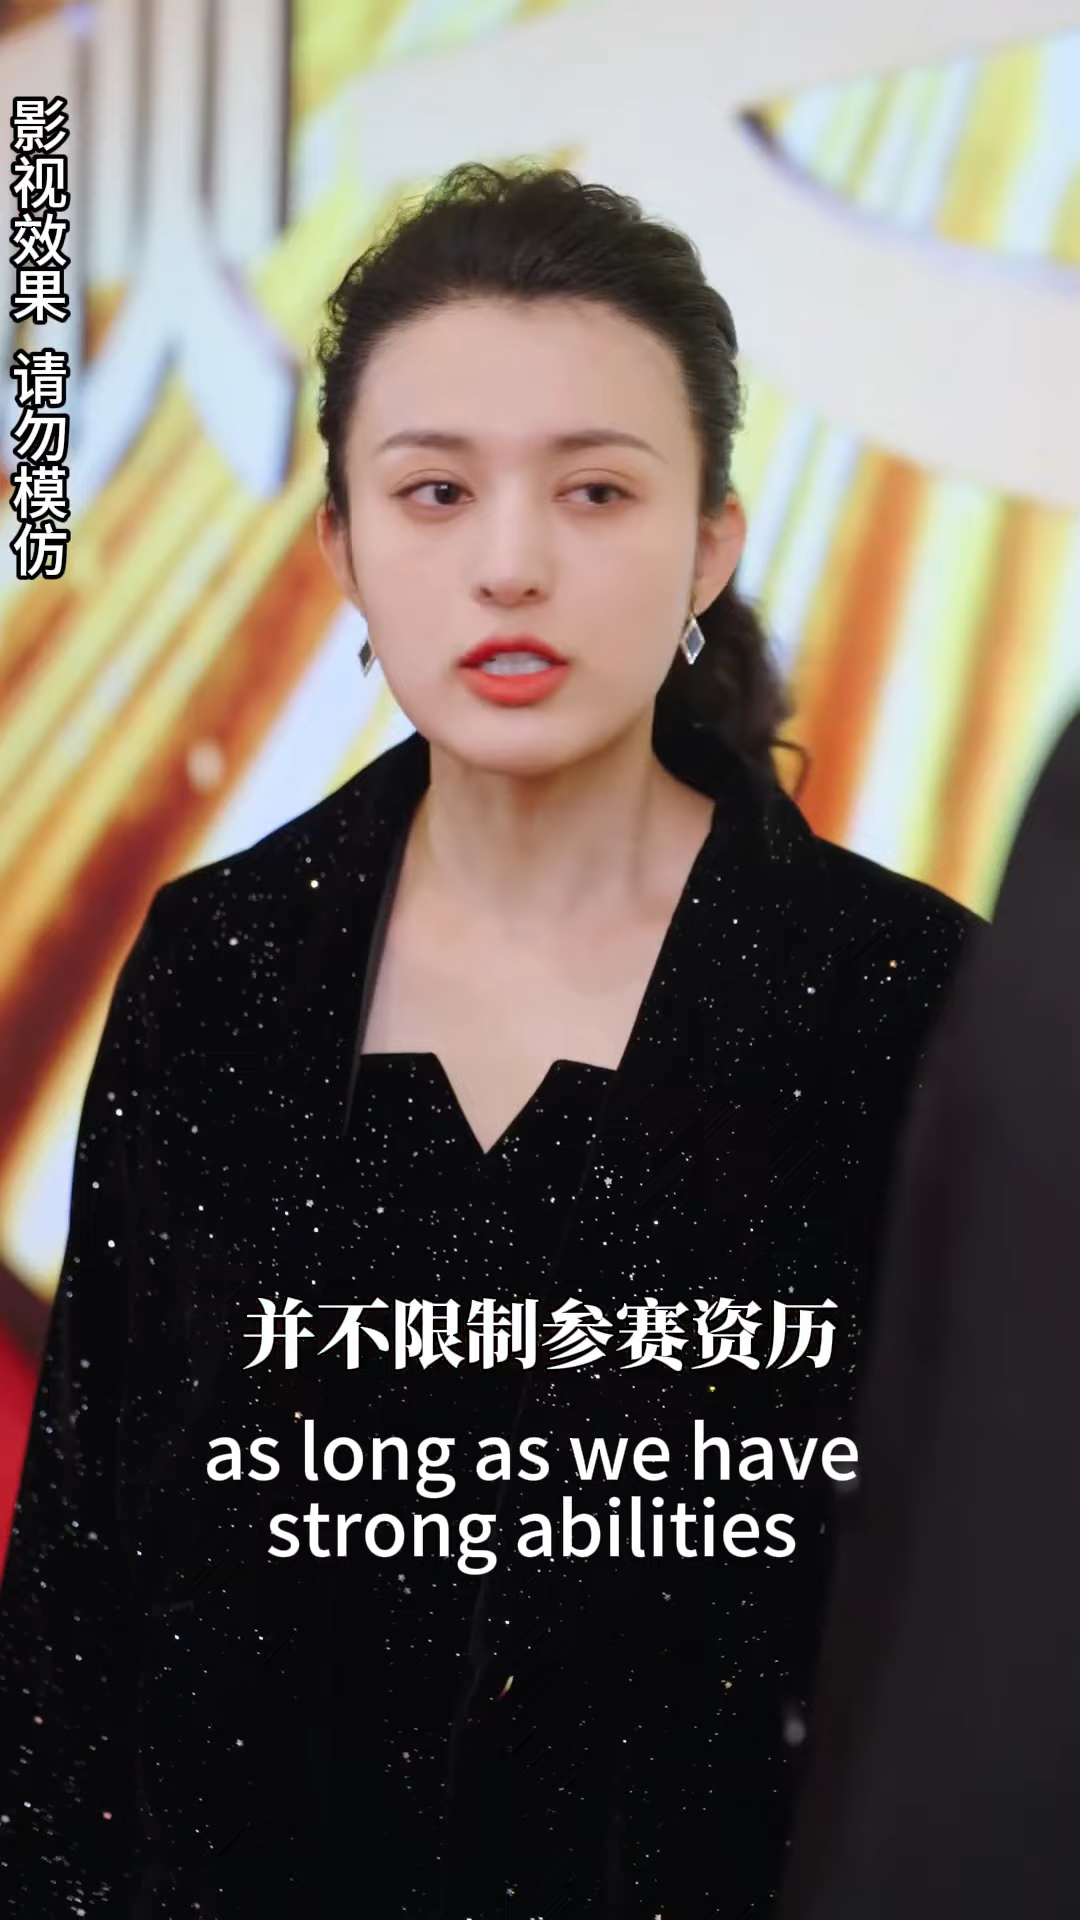 影视效果 请勿模仿
并不限制参赛资历
as long as we have
strong abilities